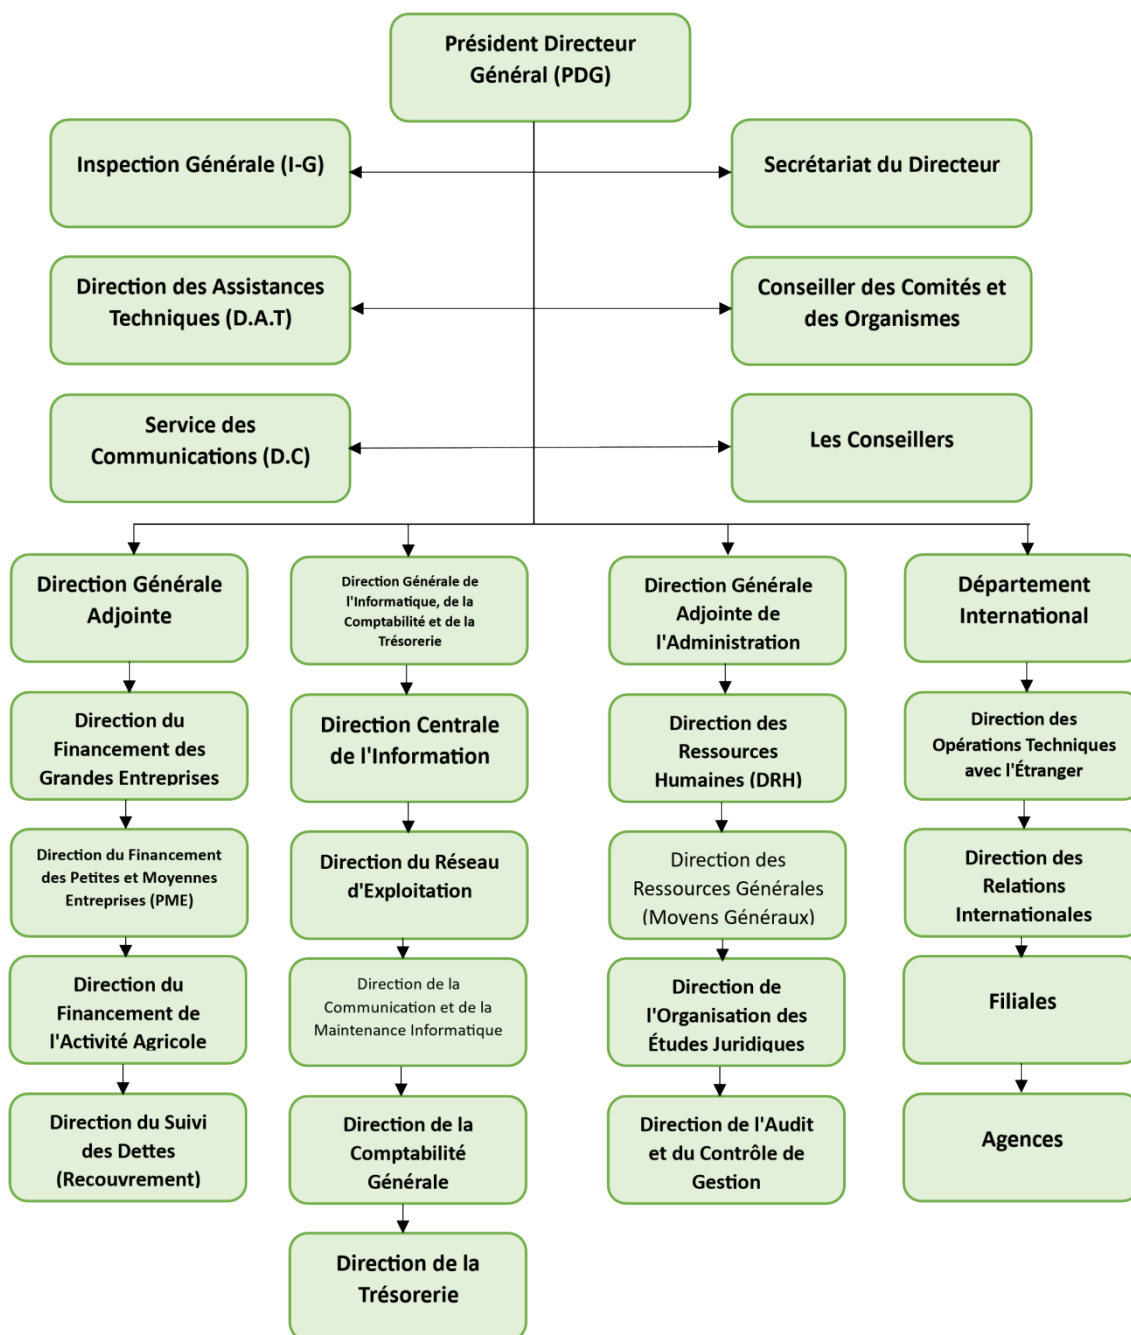 Président Directeur
Général (PDG)
Inspection Générale (I-G)
Secrétariat du Directeur
Direction des Assistances
Techniques (D.A.T)
Conseiller des Comités et
des Organismes
Service des
Communications (D.C)
Les Conseillers
Direction Générale
Adjointe
Direction Générale de
l'Informatique, de la
Comptabilité et de la
Trésorerie
Direction Générale
Adjointe de
l'Administration
Département
International
Direction du
Financement des
Grandes Entreprises
Direction Centrale
de l'Information
Direction des
Ressources
Humaines (DRH)
Direction des
Opérations Techniques
avec l'Étranger
Direction du Financement
des Petites et Moyennes
Entreprises (PME)
Direction du Réseau
d'Exploitation
Direction des
Ressources Générales
(Moyens Généraux)
Direction des
Relations
Internationales
Direction du
Financement de
l'Activité Agricole
Direction de la
Communication et de la
Maintenance Informatique
Direction de
l'Organisation des
Études Juridiques
Filiales
Direction du Suivi
des Dettes
(Recouvrement)
Direction de la
Comptabilité
Générale
Direction de l'Audit
et du Contrôle de
Gestion
Agences
Direction de la
Trésorerie